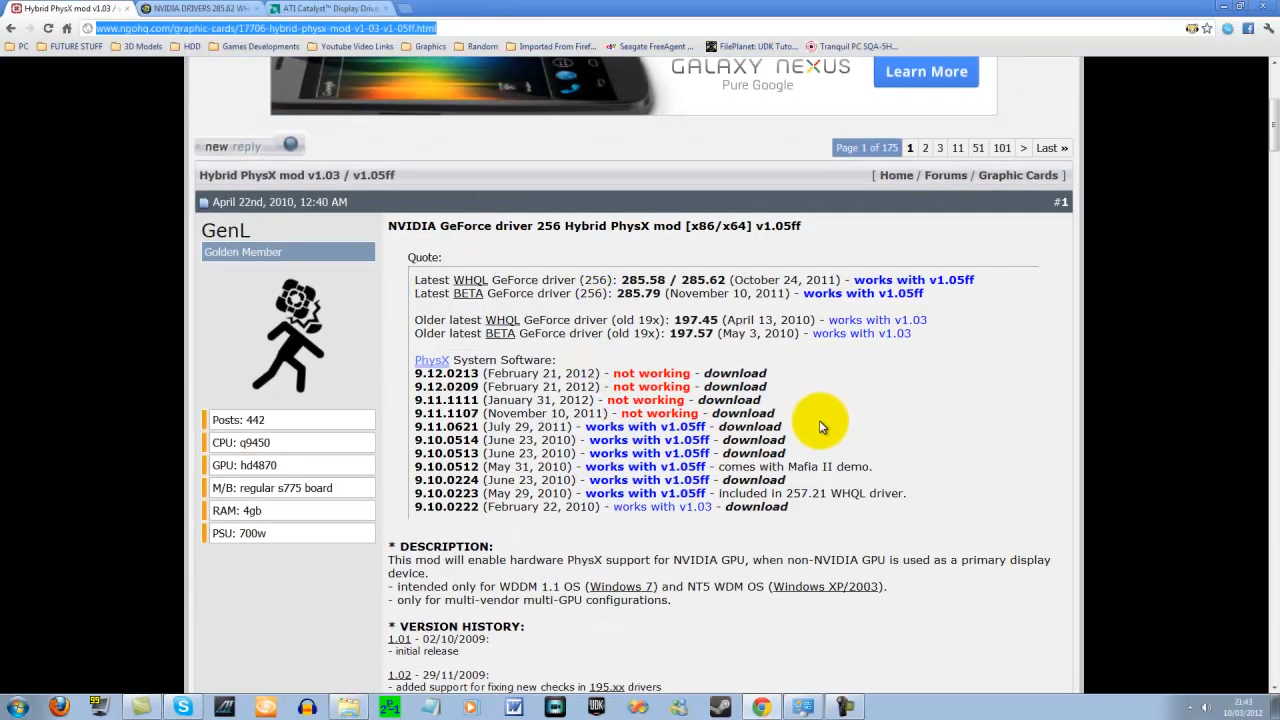 Hybrid PhysX mod v1.03 / v1
NVIDIA DRIVERS 285.62 WH
ATI Catalyst™ Display Drive
www.ngohq.com/graphic-cards/17706-hybrid-physx-mod-v1-03-v1-05ff.html
PC
FUTURE STUFF
3D Models
HDD
Games Developments
Youtube Video Links
Graphics
Random
Imported From Firef...
Seagate FreeAgent ...
FilePlanet: UDK Tuto...
Tranquil PC SQA-5H...
GALAXY NEXUS
Pure Google
Learn More
new reply
Page 1 of 175
1 2 3 11 51 101 > Last »
Hybrid PhysX mod v1.03 / v1.05ff
[ Home / Forums / Graphic Cards ]
April 22nd, 2010, 12:40 AM
#1
GenL
Golden Member
Posts: 442
CPU: q9450
GPU: hd4870
M/B: regular s775 board
RAM: 4gb
PSU: 700w
NVIDIA GeForce driver 256 Hybrid PhysX mod [x86/x64] v1.05ff
Quote:
Latest WHQL GeForce driver (256): 285.58 / 285.62 (October 24, 2011) - works with v1.05ff
Latest BETA GeForce driver (256): 285.79 (November 10, 2011) - works with v1.05ff
Older latest WHQL GeForce driver (old 19x): 197.45 (April 13, 2010) - works with v1.03
Older latest BETA GeForce driver (old 19x): 197.57 (May 3, 2010) - works with v1.03
PhysX System Software:
9.12.0213 (February 21, 2012) - not working - download
9.12.0209 (February 21, 2012) - not working - download
9.11.1111 (January 31, 2012) - not working - download
9.11.1107 (November 10, 2011) - not working - download
9.11.0621 (July 29, 2011) - works with v1.05ff - download
9.10.0514 (June 23, 2010) - works with v1.05ff - download
9.10.0513 (June 23, 2010) - works with v1.05ff - download
9.10.0512 (May 31, 2010) - works with v1.05ff - comes with Mafia II demo.
9.10.0224 (June 23, 2010) - works with v1.05ff - download
9.10.0223 (May 29, 2010) - works with v1.05ff - included in 257.21 WHQL driver.
9.10.0222 (February 22, 2010) - works with v1.03 - download
* DESCRIPTION:
This mod will enable hardware PhysX support for NVIDIA GPU, when non-NVIDIA GPU is used as a primary display
device.
- intended only for WDDM 1.1 OS (Windows 7) and NT5 WDM OS (Windows XP/2003).
- only for multi-vendor multi-GPU configurations.
* VERSION HISTORY:
1.01 - 02/10/2009:
- initial release
1.02 - 29/11/2009:
- added support for fixing new checks in 195.xx drivers
21:43
10/03/2012